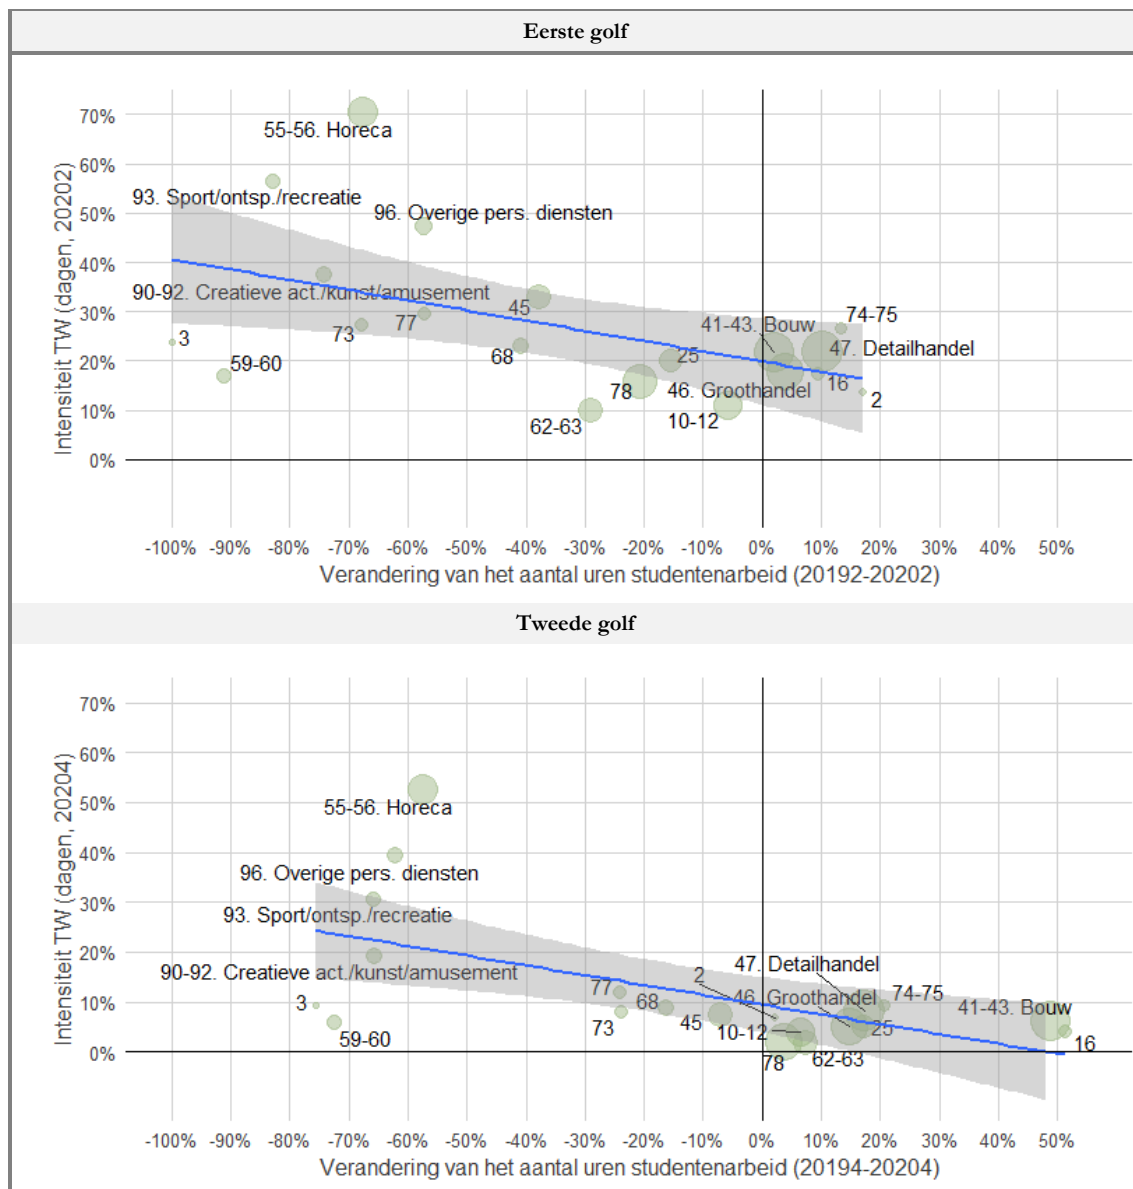 Eerste golf
Intensiteit TW (dagen, 20202)
70%
60%
50%
40%
30%
20%
10%
0%
55-56. Horeca
93. Sport/ontsp./recreatie
96. Overige pers. diensten
90-92. Creatieve act./kunst/amusement
45
41-43. Bouw
74-75
3
73
77
68
25
47. Detailhandel
59-60
78
46. Groothandel
16
2
62-63
10-12
-100% -90% -80% -70% -60% -50% -40% -30% -20% -10% 0% 10% 20% 30% 40% 50%
Verandering van het aantal uren studentenarbeid (20192-20202)
Tweede golf
Intensiteit TW (dagen, 20204)
70%
60%
50%
40%
30%
20%
10%
0%
55-56. Horeca
96. Overige pers. diensten
93. Sport/ontsp./recreatie
90-92. Creatieve act./kunst/amusement
2
47. Detailhandel
3
77
68
46. Groothandel
74-75
41-43. Bouw
59-60
73
45
10-12
25
16
78
62-63
-100% -90% -80% -70% -60% -50% -40% -30% -20% -10% 0% 10% 20% 30% 40% 50%
Verandering van het aantal uren studentenarbeid (20194-20204)